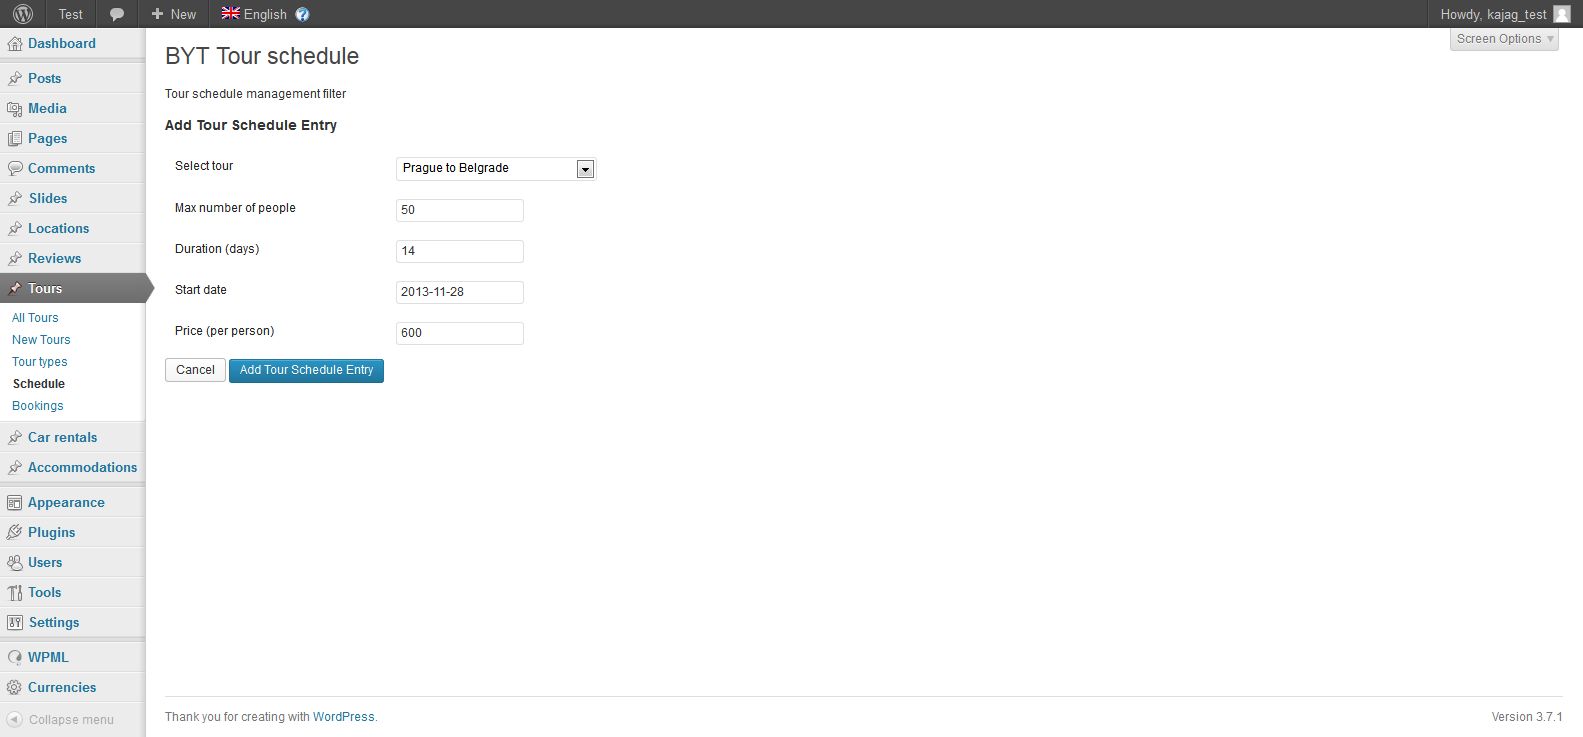 Test
New
English
Howdy, kajag_test
Screen Options
Dashboard
Posts
Media
Pages
Comments
Slides
Locations
Reviews
Tours
All Tours
New Tours
Tour types
Schedule
Bookings
Car rentals
Accommodations
Appearance
Plugins
Users
Tools
Settings
WPML
Currencies
Collapse menu
BYT Tour schedule
Tour schedule management filter
Add Tour Schedule Entry
Select tour Prague to Belgrade
Max number of people 50
Duration (days) 14
Start date 2013-11-28
Price (per person) 600
Cancel Add Tour Schedule Entry
Thank you for creating with WordPress.
Version 3.7.1